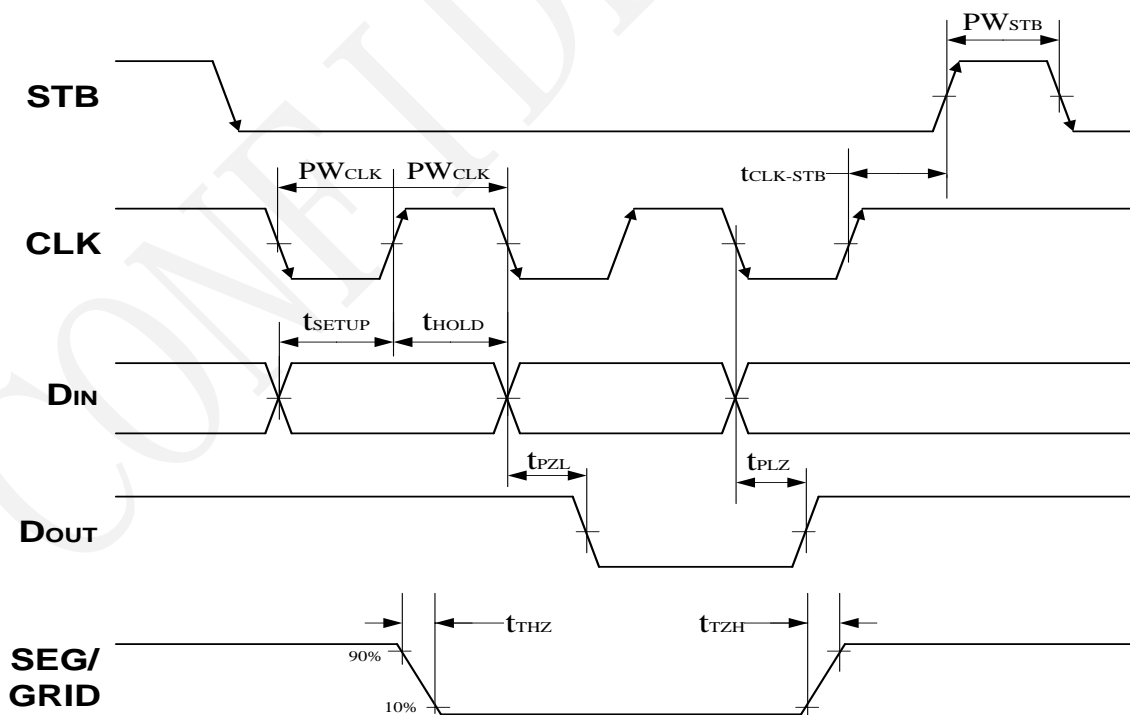 PWSTB
STB
PWCLK PWCLK
tCLK-STB
CLK
tSETUP tHOLD
DIN
tPZL tPLZ
DOUT
tTHZ tTZH
SEG/
GRID
90%
10%